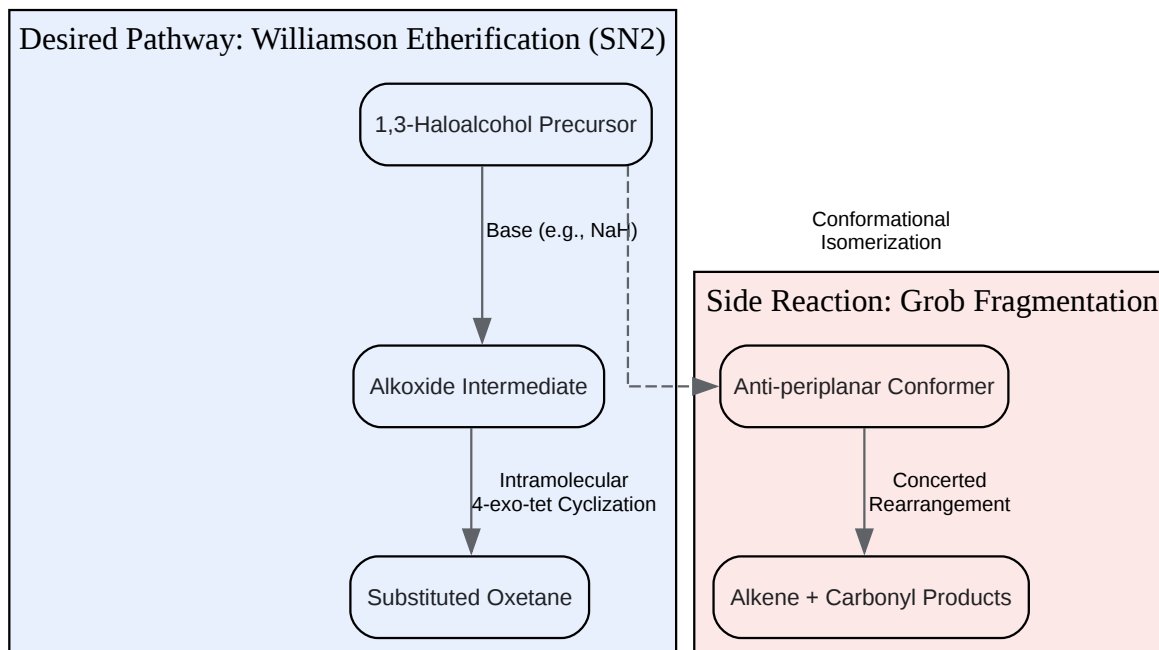 Desired Pathway: Williamson Etherification (SN2)
1,3-Haloalcohol Precursor
Base (e.g., NaH)
Conformational
Isomerization
Side Reaction: Grob Fragmentation
Alkoxide Intermediate
Anti-periplanar Conformer
Intramolecular
4-exo-tet Cyclization
Concerted
Rearrangement
Substituted Oxetane
Alkene + Carbonyl Products